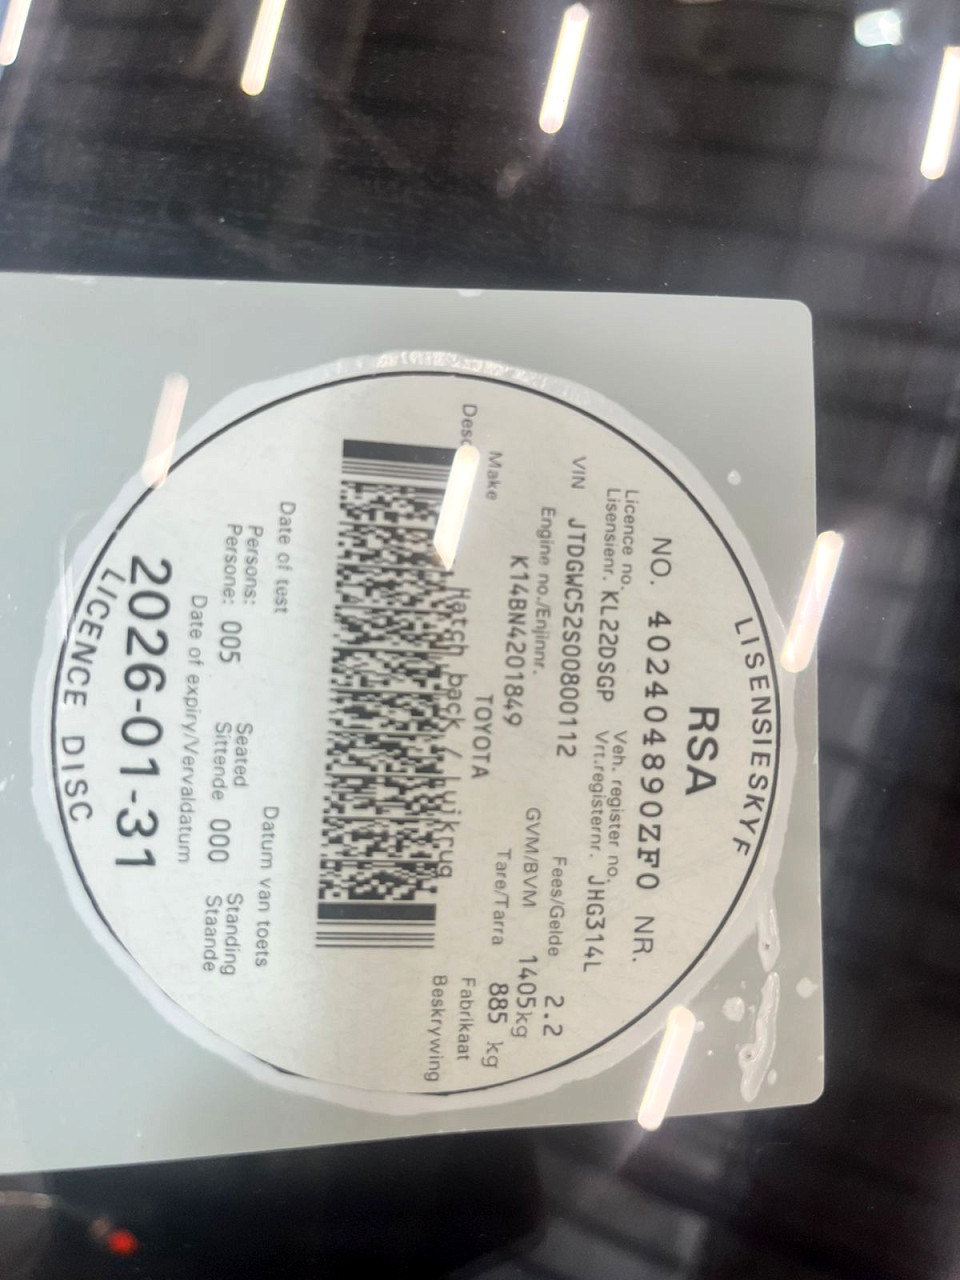 LISENSIESKYF
RSA
NO. 402404890ZF0 NR.
Licence no. Veh. register no.
Lisensienr. KL22DSGP Vrt.registernr. JHG314L
VIN JTDGWC52S00800112 Fees/Gelde 2.2
Engine no./Enjinnr. GVM/BVM 1405kg
K14BN4201849 Tare/Tarra 885 kg
Make TOYOTA Fabrikaat
Hatch back / Luikrug Beskrywing
Date of test Datum van toets
Persons: Seated Standing
Persone: 005 Sittende 000 Staande
Date of expiry/Vervaldatum
2026-01-31
LICENCE DISC